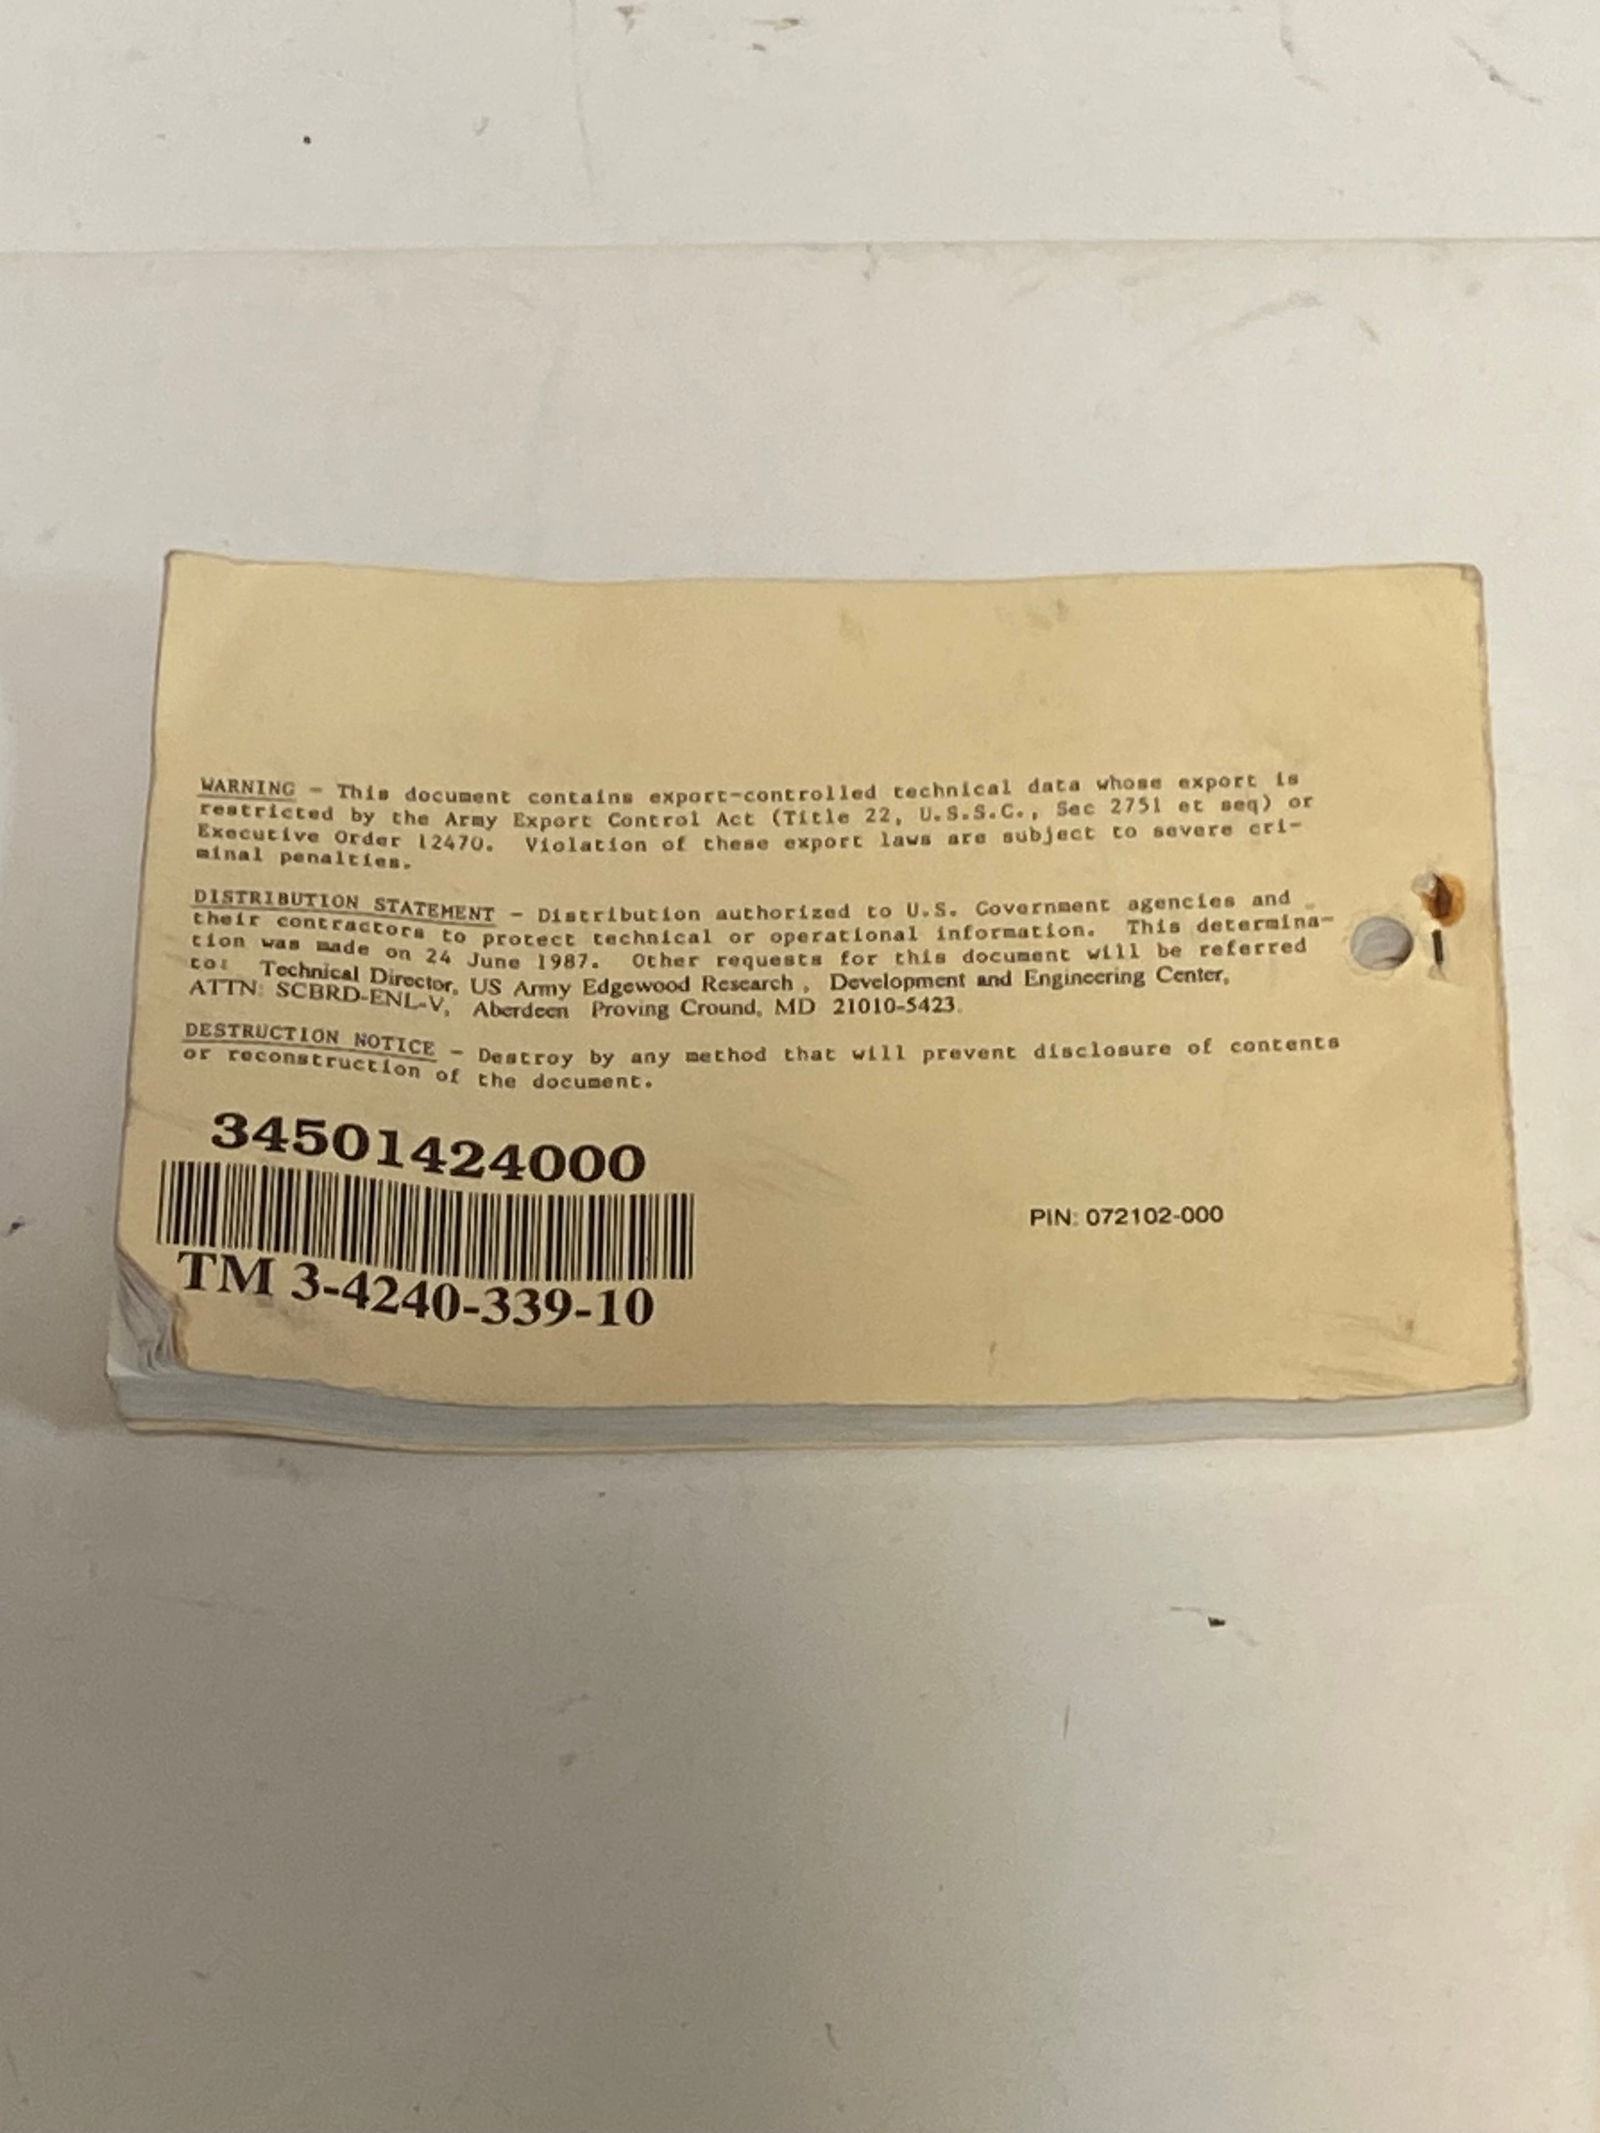 WARNING - This document contains export-controlled technical data whose export is
restricted by the Army Export Control Act (Title 22, U.S.S.C., Sec 2751 et seq) or
Executive Order 12470. Violation of these export laws are subject to severe cri-
minal penalties.
DISTRIBUTION STATEMENT - Distribution authorized to U.S. Government agencies and
their contractors to protect technical or operational information. This determina-
tion was made on 24 June 1987. Other requests for this document will be referred
to: Technical Director, US Army Edgewood Research , Development and Engineering Center,
ATTN: SCBRD-ENL-V, Aberdeen Proving Cround, MD 21010-5423.
DESTRUCTION NOTICE - Destroy by any method that will prevent disclosure of contents
or reconstruction of the document.
34501424000
PIN: 072102-000
TM 3-4240-339-10